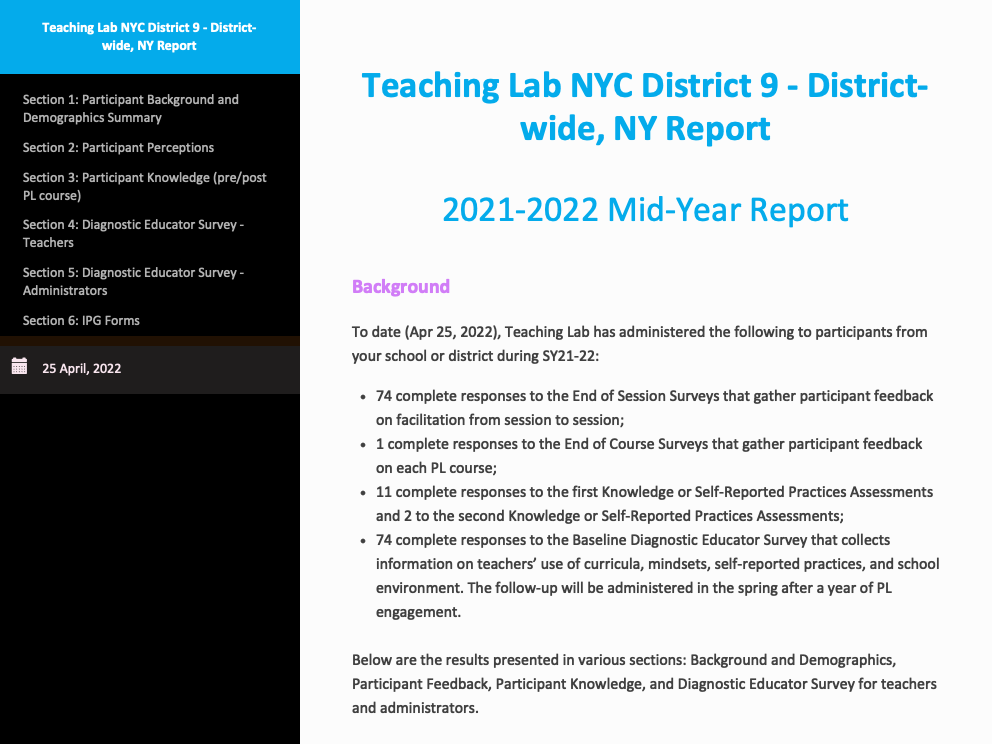 Teaching Lab NYC District 9 - District-
wide, NY Report
Section 1: Participant Background and
Demographics Summary
Section 2: Participant Perceptions
Section 3: Participant Knowledge (pre/post
PL course)
Section 4: Diagnostic Educator Survey -
Teachers
Section 5: Diagnostic Educator Survey -
Administrators
Section 6: IPG Forms
25 April, 2022
Teaching Lab NYC District 9 - District-
wide, NY Report
2021-2022 Mid-Year Report
Background
To date (Apr 25, 2022), Teaching Lab has administered the following to participants from
your school or district during SY21-22:
• 74 complete responses to the End of Session Surveys that gather participant feedback
on facilitation from session to session;
• 1 complete responses to the End of Course Surveys that gather participant feedback
on each PL course;
• 11 complete responses to the first Knowledge or Self-Reported Practices Assessments
and 2 to the second Knowledge or Self-Reported Practices Assessments;
• 74 complete responses to the Baseline Diagnostic Educator Survey that collects
information on teachers’ use of curricula, mindsets, self-reported practices, and school
environment. The follow-up will be administered in the spring after a year of PL
engagement.
Below are the results presented in various sections: Background and Demographics,
Participant Feedback, Participant Knowledge, and Diagnostic Educator Survey for teachers
and administrators.